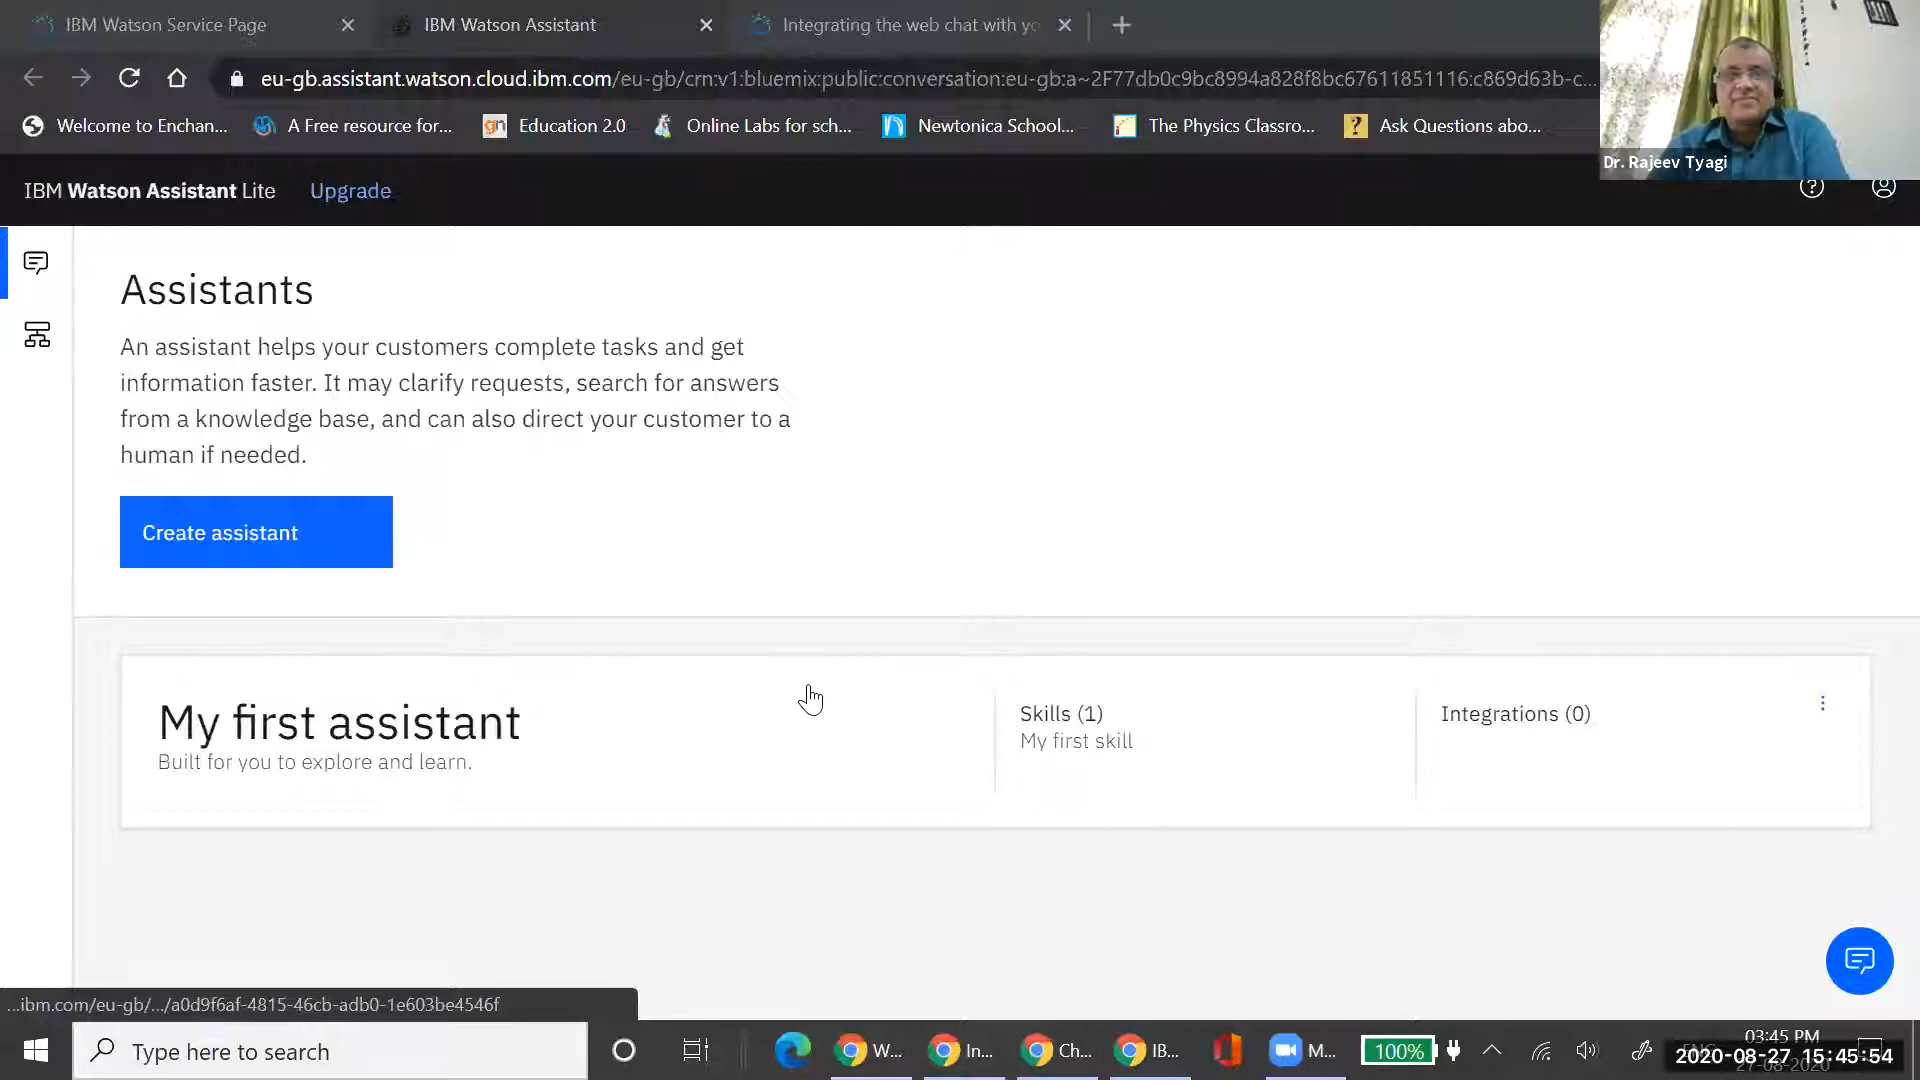 IBM Watson Service Page
IBM Watson Assistant
Integrating the web chat with yo
eu-gb.assistant.watson.cloud.ibm.com/eu-gb/crn:v1:bluemix:public:conversation:eu-gb:a~2F77db0c9bc8994a828f8bc67611851116:c869d63b-c...
Welcome to Enchan...
A Free resource for...
gn
Education 2.0
Online Labs for sch...
Newtonica School...
The Physics Classro...
? Ask Questions abo...
Dr. Rajeev Tyagi
IBM Watson Assistant Lite
Upgrade
Assistants
An assistant helps your customers complete tasks and get
information faster. It may clarify requests, search for answers
from a knowledge base, and can also direct your customer to a
human if needed.
Create assistant
My first assistant
Built for you to explore and learn.
Skills (1)
My first skill
Integrations (0)
...ibm.com/eu-gb/.../a0d9f6af-4815-46cb-adb0-1e603be4546f
Type here to search
W...
In...
Ch...
IB...
M...
100%
03:45 PM
ENG
2020-08-27 15:45:54
27-08-2020